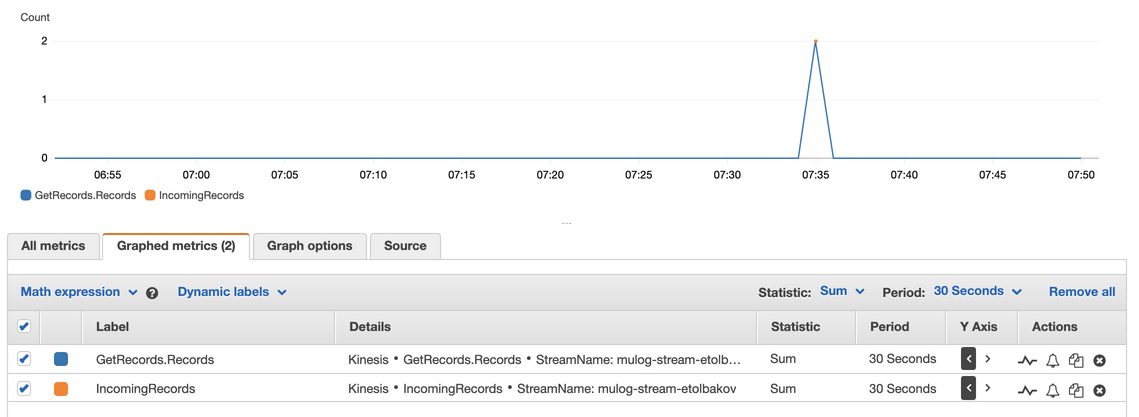 Count
2
1
0
06:55 07:00 07:05 07:10 07:15 07:20 07:25 07:30 07:35 07:40 07:45 07:50
GetRecords.Records IncomingRecords
All metrics Graphed metrics (2) Graph options Source
Math expression ? Dynamic labels Statistic: Sum Period: 30 Seconds Remove all
Label Details Statistic Period Y Axis Actions
GetRecords.Records Kinesis • GetRecords.Records • StreamName: mulog-stream-etolb... Sum 30 Seconds < >
IncomingRecords Kinesis • IncomingRecords • StreamName: mulog-stream-etolbakov Sum 30 Seconds < >